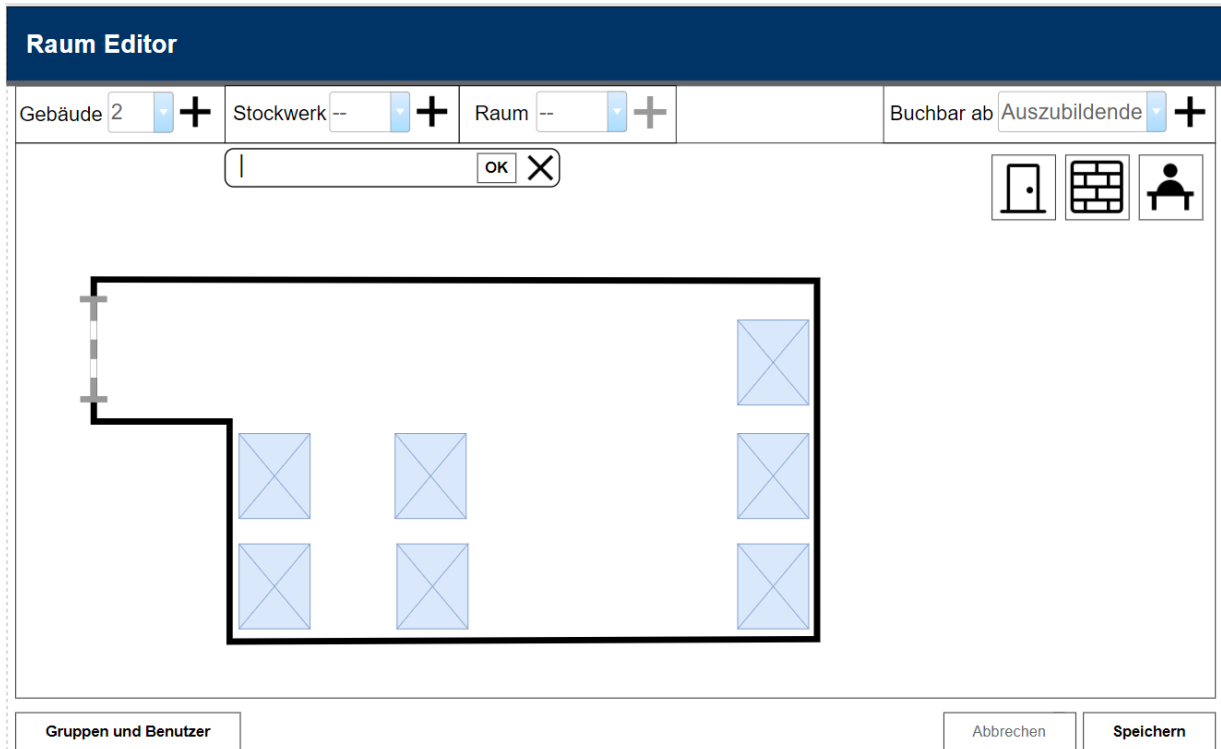 Raum Editor
Gebäude 2 Stockwerk -- Raum -- Buchbar ab Auszubildende
OK
Gruppen und Benutzer Abbrechen Speichern